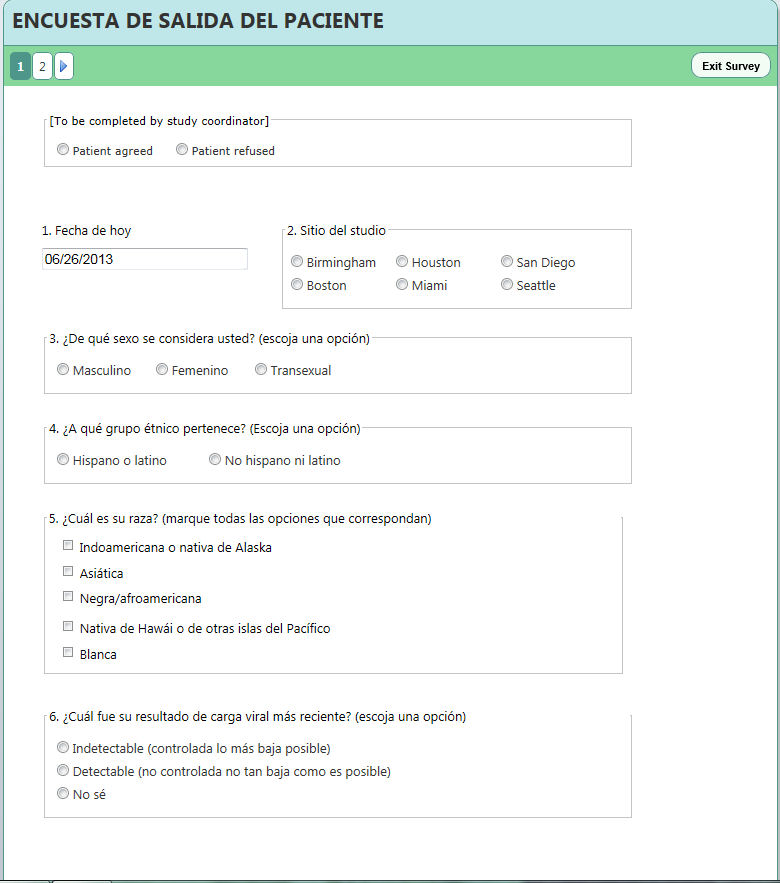 ENCUESTA DE SALIDA DEL PACIENTE
1 2 Exit Survey
[To be completed by study coordinator]
Patient agreed Patient refused
1. Fecha de hoy
06/26/2013
2. Sitio del studio
Birmingham Houston San Diego
Boston Miami Seattle
3. ¿De qué sexo se considera usted? (escoja una opción)
Masculino Femenino Transexual
4. ¿A qué grupo étnico pertenece? (Escoja una opción)
Hispano o latino No hispano ni latino
5. ¿Cuál es su raza? (marque todas las opciones que correspondan)
Indoamericana o nativa de Alaska
Asiática
Negra/afroamericana
Nativa de Hawái o de otras islas del Pacífico
Blanca
6. ¿Cuál fue su resultado de carga viral más reciente? (escoja una opción)
Indetectable (controlada lo más baja posible)
Detectable (no controlada no tan baja como es posible)
No sé